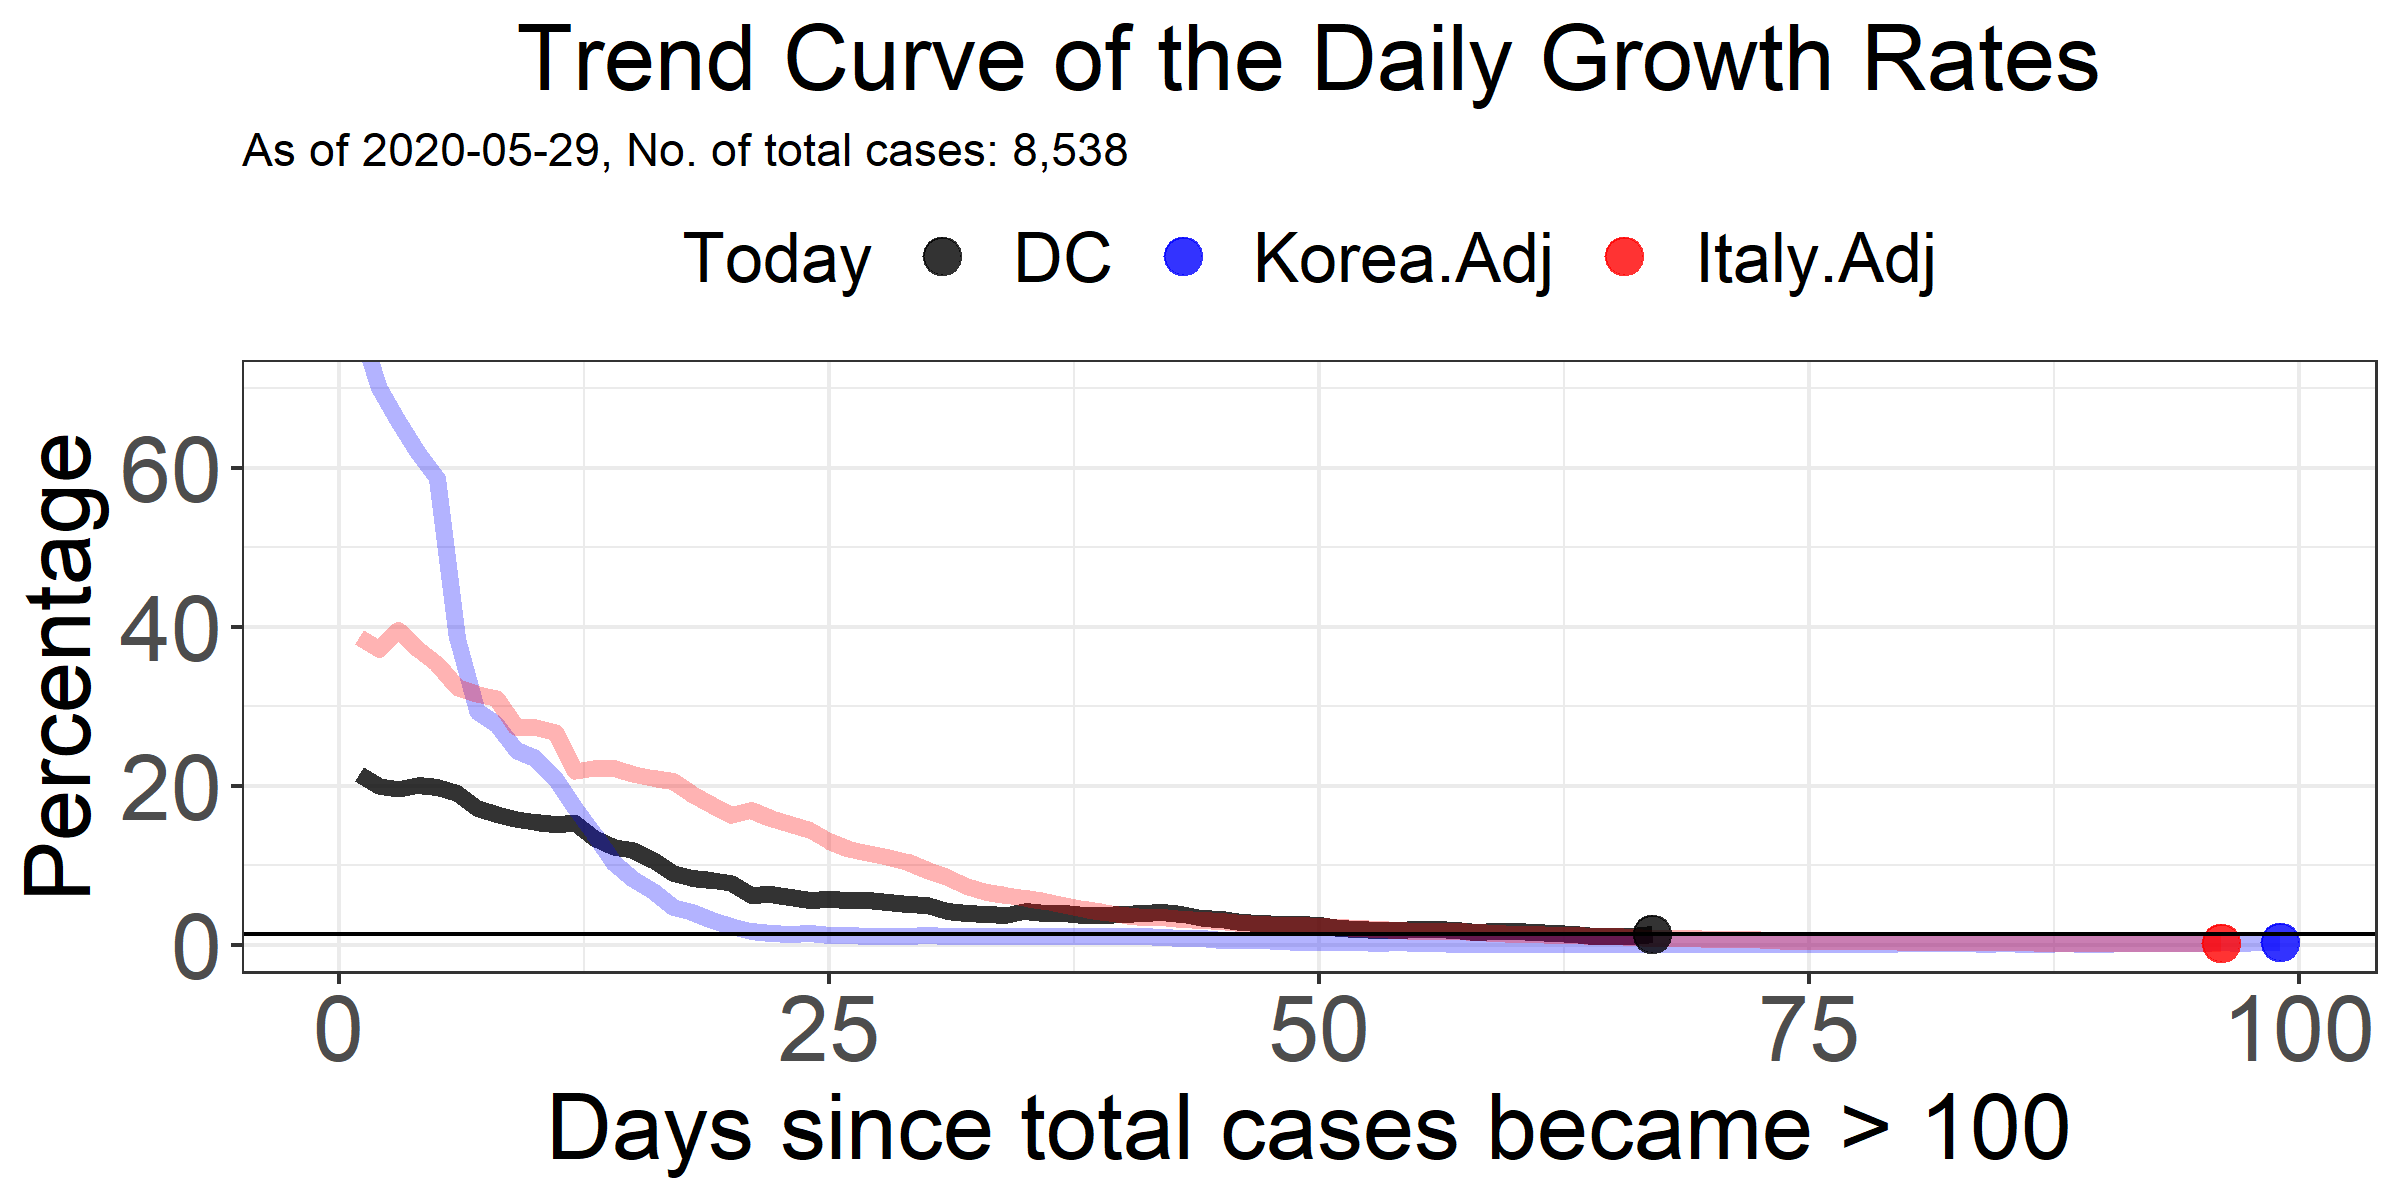 Trend Curve of the Daily Growth Rates
As of 2020-05-29, No. of total cases: 8,538
Today DC Korea.Adj Italy.Adj
Percentage
60
40
20
0
0 25 50 75 100
Days since total cases became > 100